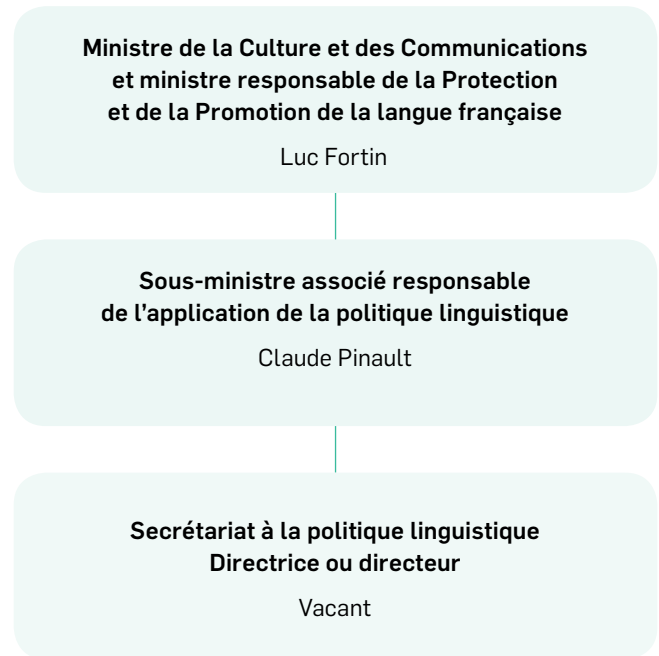 Ministre de la Culture et des Communications
et ministre responsable de la Protection
et de la Promotion de la langue française
Luc Fortin
Sous-ministre associé responsable
de l’application de la politique linguistique
Claude Pinault
Secrétariat à la politique linguistique
Directrice ou directeur
Vacant